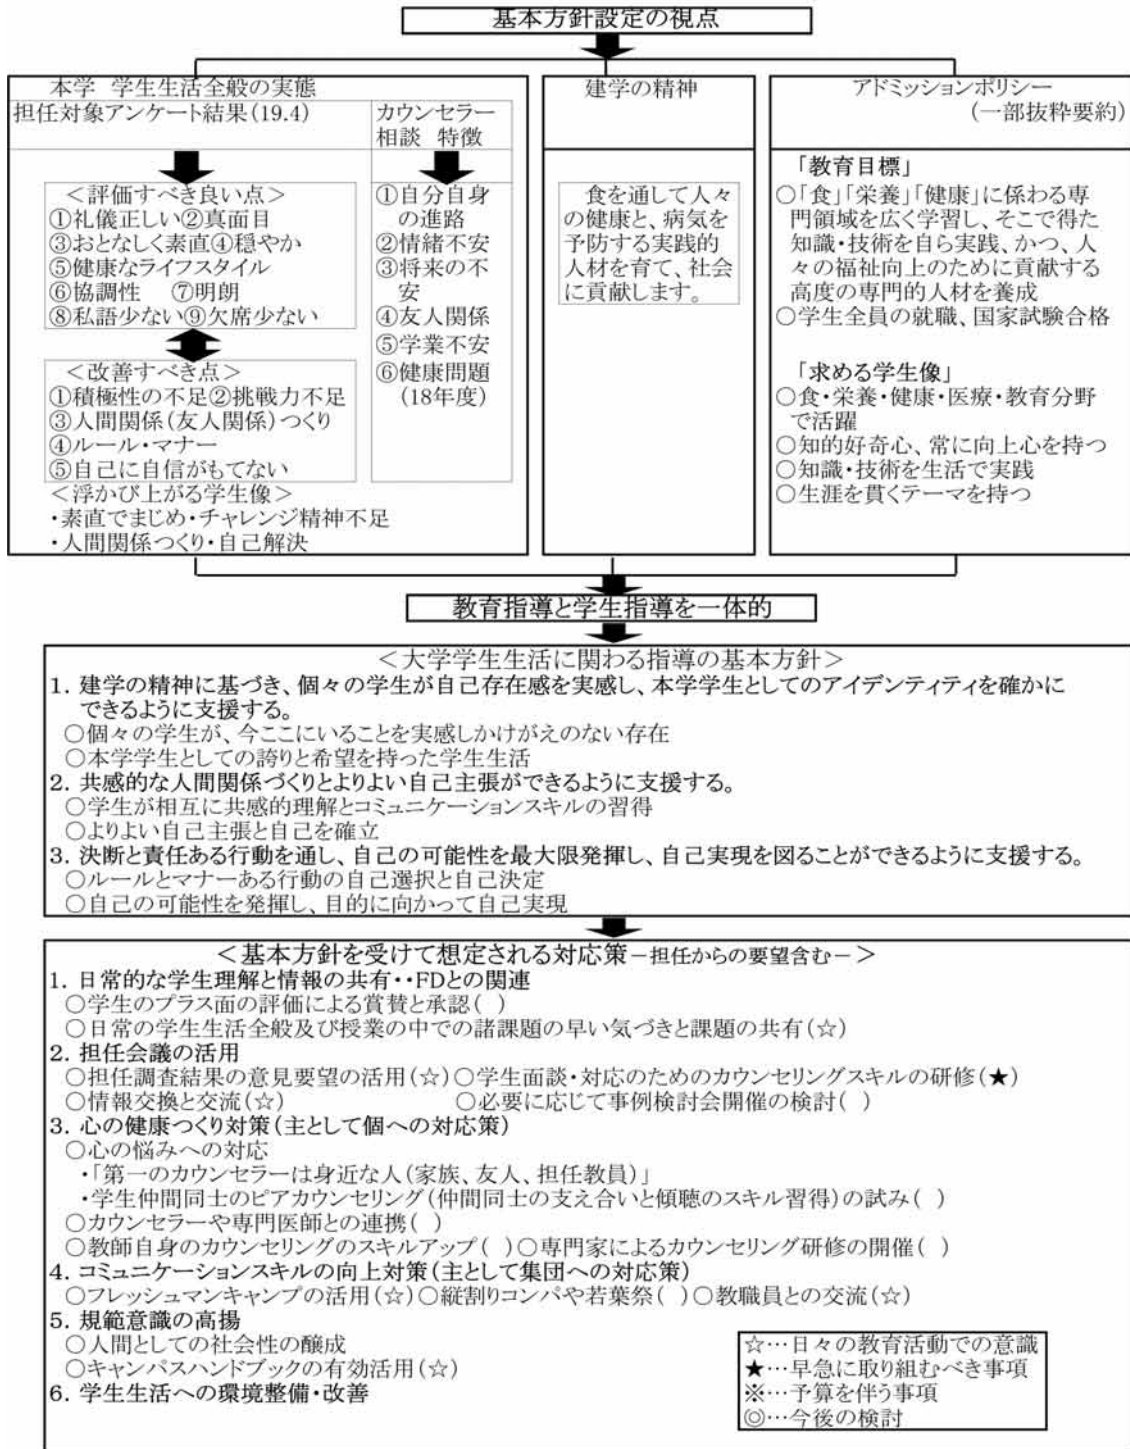 基本方針設定の視点
本学 学生生活全般の実態
担任対象アンケート結果(19.4)
＜評価すべき良い点＞
①礼儀正しい②真面目
③おとなしく素直④穏やか
⑤健康なライフスタイル
⑥協調性 ⑦明朗
⑧私語少ない⑨欠席少ない
＜改善すべき点＞
①積極性の不足②挑戦力不足
③人間関係(友人関係)つくり
④ルール・マナー
⑤自己に自信がもてない
＜浮かび上がる学生像＞
・素直でまじめ・チャレンジ精神不足
・人間関係つくり・自己解決
カウンセラー
相談 特徴
①自分自身
の進路
②情緒不安
③将来の不
安
④友人関係
⑤学業不安
⑥健康問題
(18年度)
建学の精神
食を通して人々
の健康と、病気を
予防する実践的
人材を育て、社会
に貢献します。
アドミッションポリシー
(一部抜粋要約)
「教育目標」
○「食」「栄養」「健康」に係わる専
門領域を広く学習し、そこで得た
知識・技術を自ら実践、かつ、人
々の福祉向上のために貢献する
高度の専門的人材を養成
○学生全員の就職、国家試験合格
「求める学生像」
○食・栄養・健康・医療・教育分野
で活躍
○知的好奇心、常に向上心を持つ
○知識・技術を生活で実践
○生涯を貫くテーマを持つ
教育指導と学生指導を一体的
＜大学学生生活に関わる指導の基本方針＞
1. 建学の精神に基づき、個々の学生が自己存在感を実感し、本学学生としてのアイデンティティを確かに
できるように支援する。
○個々の学生が、今ここにいることを実感しかけがえのない存在
○本学学生としての誇りと希望を持った学生生活
2. 共感的な人間関係づくりとよりよい自己主張ができるように支援する。
○学生が相互に共感的理解とコミュニケーションスキルの習得
○よりよい自己主張と自己を確立
3. 決断と責任ある行動を通し、自己の可能性を最大限発揮し、自己実現を図ることができるように支援する。
○ルールとマナーある行動の自己選択と自己決定
○自己の可能性を発揮し、目的に向かって自己実現
＜基本方針を受けて想定される対応策－担任からの要望含む－＞
1. 日常的な学生理解と情報の共有・・FDとの関連
○学生のプラス面の評価による賞賛と承認( )
○日常の学生生活全般及び授業の中での諸課題の早い気づきと課題の共有(☆)
2. 担任会議の活用
○担任調査結果の意見要望の活用(☆)○学生面談・対応のためのカウンセリングスキルの研修(★)
○情報交換と交流(☆) ○必要に応じて事例検討会開催の検討( )
3. 心の健康つくり対策(主として個への対応策)
○心の悩みへの対応
・「第一のカウンセラーは身近な人(家族、友人、担任教員)」
・学生仲間同士のピアカウンセリング(仲間同士の支え合いと傾聴のスキル習得)の試み( )
○カウンセラーや専門医師との連携( )
○教師自身のカウンセリングのスキルアップ( )○専門家によるカウンセリング研修の開催( )
4. コミュニケーションスキルの向上対策(主として集団への対応策)
○フレッシュマンキャンプの活用(☆)○縦割りコンパや若葉祭( )○教職員との交流(☆)
5. 規範意識の高揚
○人間としての社会性の醸成
○キャンパスハンドブックの有効活用(☆)
6. 学生生活への環境整備・改善
☆…日々の教育活動での意識
★…早急に取り組むべき事項
※…予算を伴う事項
◎…今後の検討